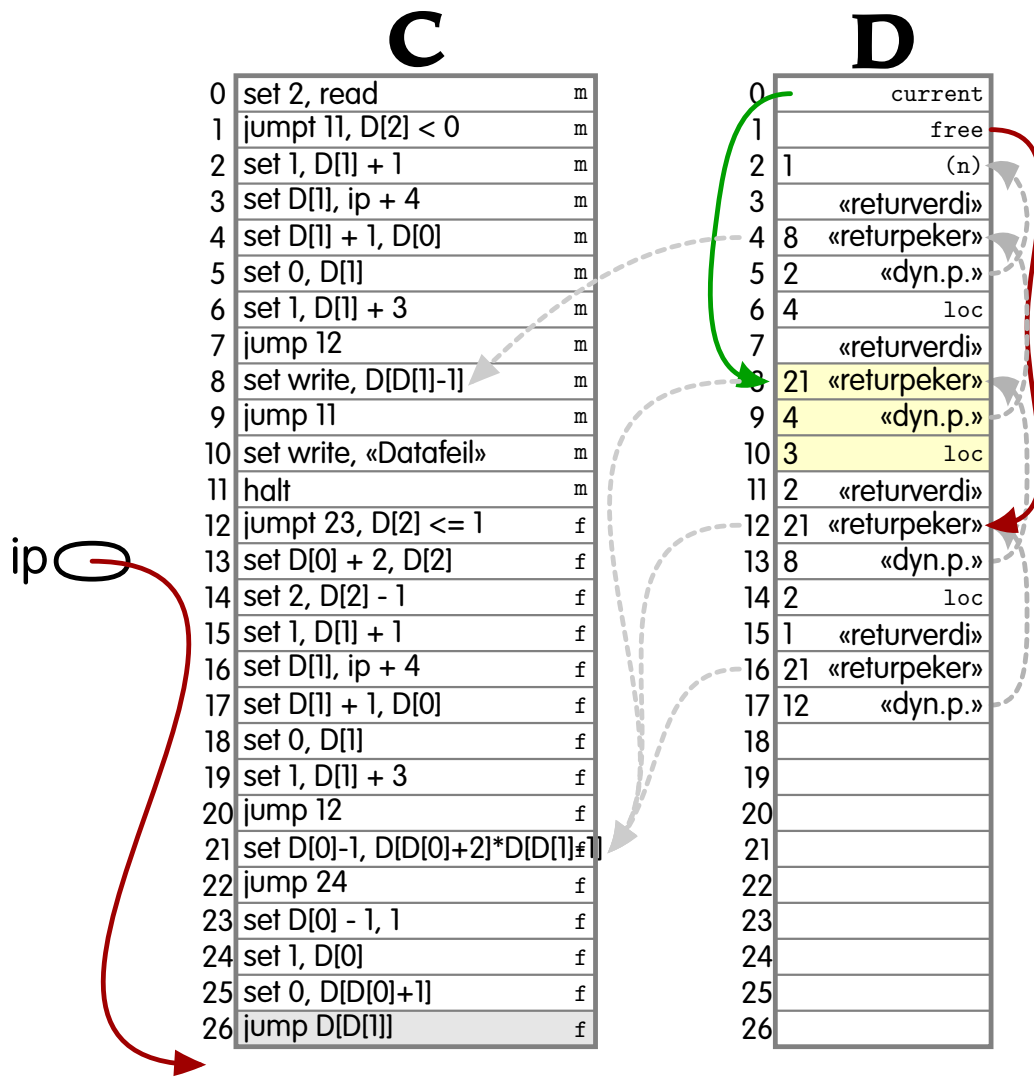 C
D
0 set 2, read m
1 jumpt 11, D[2] < 0 m
2 set 1, D[1] + 1 m
3 set D[1], ip + 4 m
4 set D[1] + 1, D[0] m
5 set 0, D[1] m
6 set 1, D[1] + 3 m
7 jump 12 m
8 set write, D[D[1]-1] m
9 jump 11 m
10 set write, «Datafeil» m
11 halt m
12 jumpt 23, D[2] <= 1 f
13 set D[0] + 2, D[2] f
14 set 2, D[2] - 1 f
15 set 1, D[1] + 1 f
16 set D[1], ip + 4 f
17 set D[1] + 1, D[0] f
18 set 0, D[1] f
19 set 1, D[1] + 3 f
20 jump 12 f
21 set D[0]-1, D[D[0]+2]*D[D[1]-1] f
22 jump 24 f
23 set D[0] - 1, 1 f
24 set 1, D[0] f
25 set 0, D[D[0]+1] f
26 jump D[D[1]] f
ip
0 current
1 free
2 1 (n)
3 «returverdi»
4 8 «returpeker»
5 2 «dyn.p.»
6 4 loc
7 «returverdi»
8 21 «returpeker»
9 4 «dyn.p.»
10 3 loc
11 2 «returverdi»
12 21 «returpeker»
13 8 «dyn.p.»
14 2 loc
15 1 «returverdi»
16 21 «returpeker»
17 12 «dyn.p.»
18
19
20
21
22
23
24
25
26